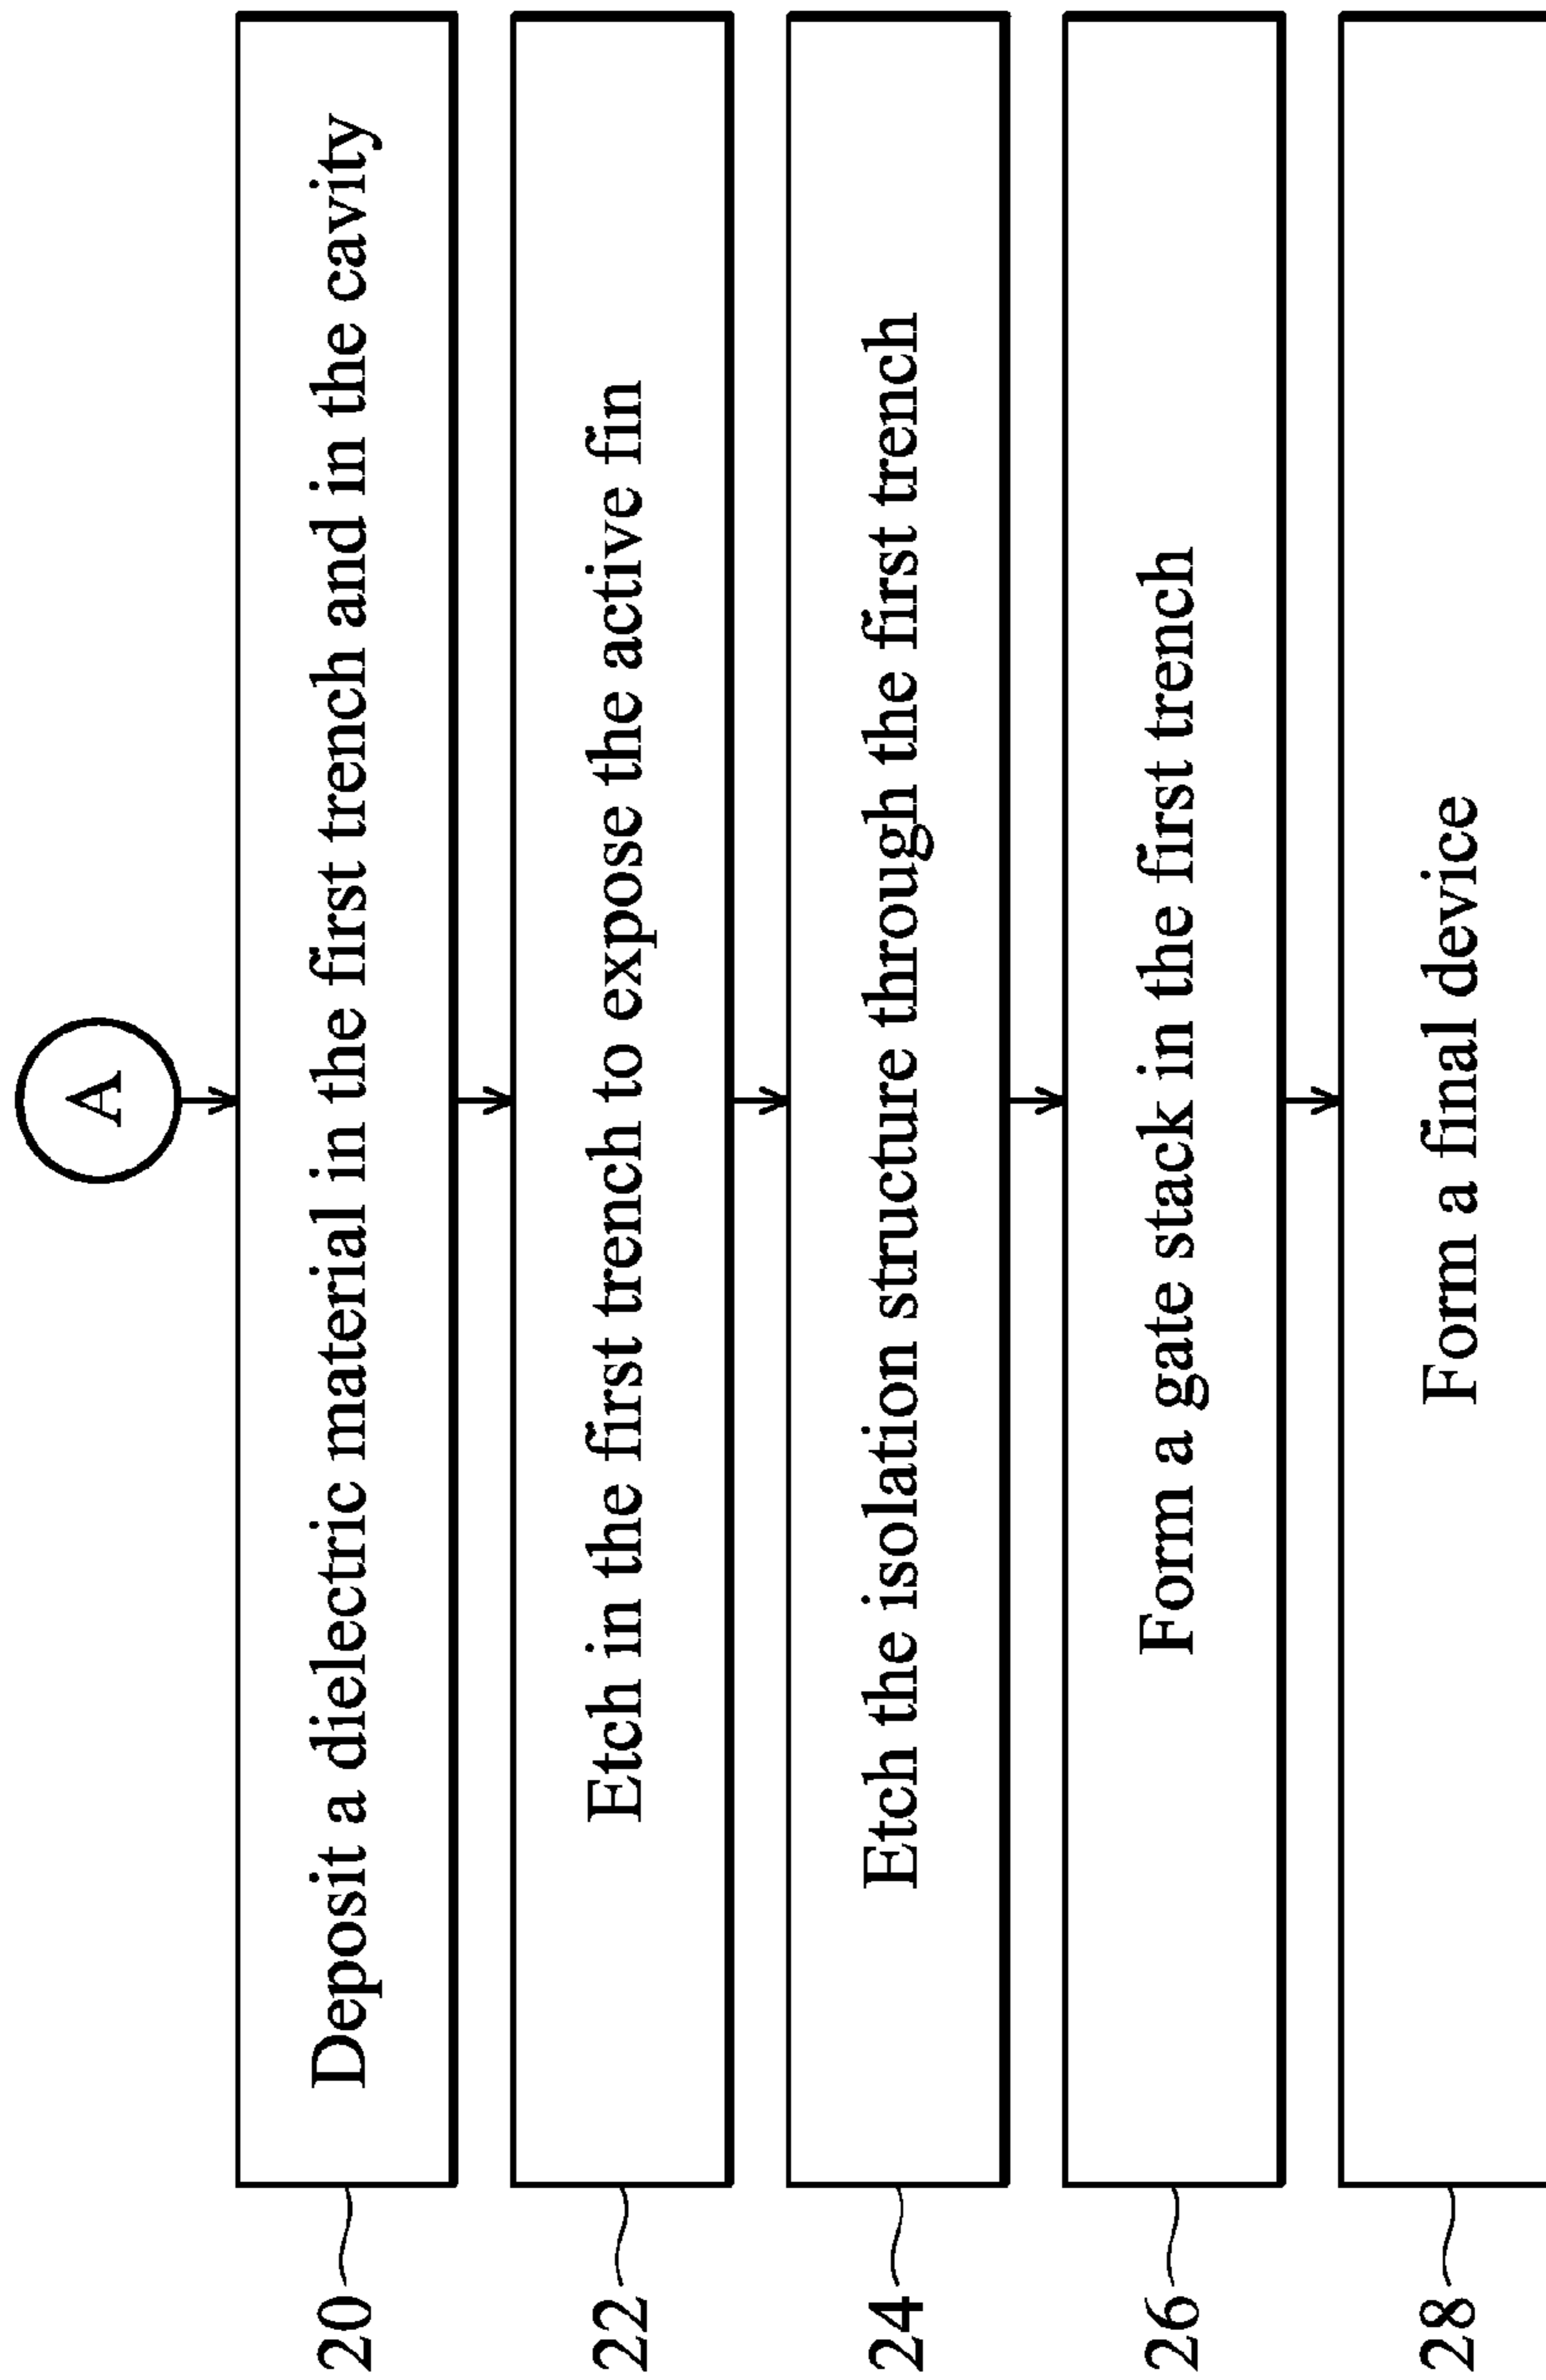 A
20 Deposit a dielectric material in the first trench and in the cavity
22 Etch in the first trench to expose the active fin
24 Etch the isolation structure through the first trench
26 Form a gate stack in the first trench
28 Form a final device